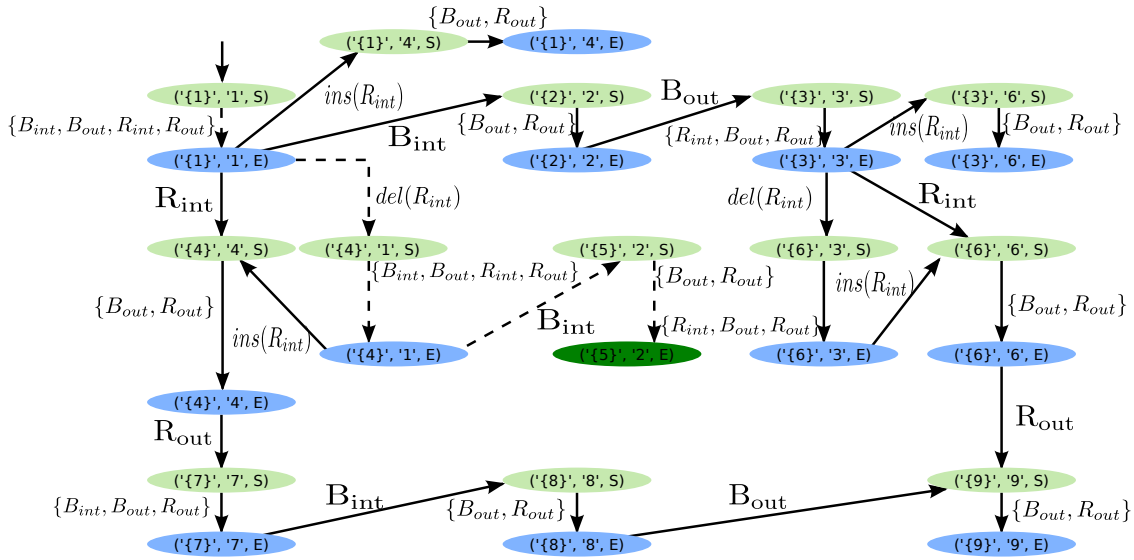 {B_out, R_out}
('{1}', '4', S)
('{1}', '4', E)
ins(R_int)
('{1}', '1', S)
('{2}', '2', S)
B_out
('{3}', '3', S)
('{3}', '6', S)
{B_int, B_out, R_int, R_out}
B_int
{B_out, R_out}
{R_int, B_out, R_out}
ins(R_int)
{B_out, R_out}
('{1}', '1', E)
('{2}', '2', E)
('{3}', '3', E)
('{3}', '6', E)
R_int
del(R_int)
del(R_int)
R_int
('{4}', '4', S)
('{4}', '1', S)
('{5}', '2', S)
('{6}', '3', S)
('{6}', '6', S)
{B_out, R_out}
{B_int, B_out, R_int, R_out}
{B_out, R_out}
ins(R_int)
{B_out, R_out}
ins(R_int)
B_int
{R_int, B_out, R_out}
('{4}', '1', E)
('{5}', '2', E)
('{6}', '3', E)
('{6}', '6', E)
('{4}', '4', E)
R_out
R_out
('{7}', '7', S)
('{8}', '8', S)
('{9}', '9', S)
{B_int, B_out, R_out}
B_int
{B_out, R_out}
B_out
{B_out, R_out}
('{7}', '7', E)
('{8}', '8', E)
('{9}', '9', E)